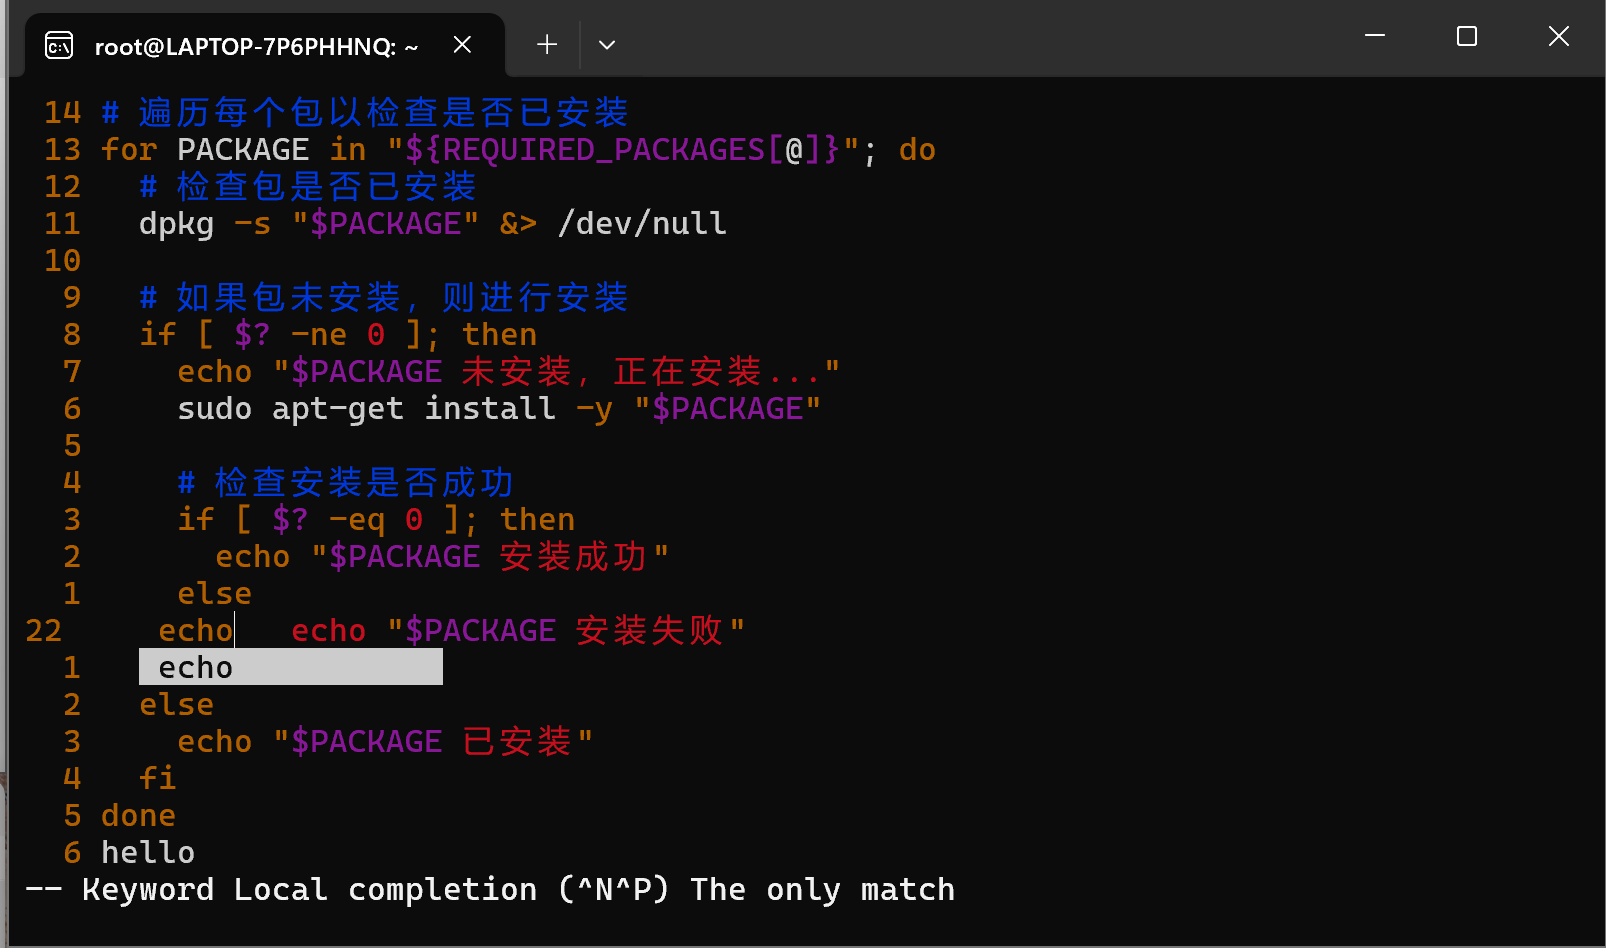 root@LAPTOP-7P6PHHNQ: ~
14 # 遍历每个包以检查是否已安装
13 for PACKAGE in "${REQUIRED_PACKAGES[@]}"; do
12   # 检查包是否已安装
11   dpkg -s "$PACKAGE" &> /dev/null
10
9   # 如果包未安装，则进行安装
8   if [ $? -ne 0 ]; then
7     echo "$PACKAGE 未安装，正在安装..."
6     sudo apt-get install -y "$PACKAGE"
5
4     # 检查安装是否成功
3     if [ $? -eq 0 ]; then
2       echo "$PACKAGE 安装成功"
1     else
22     echo   echo "$PACKAGE 安装失败"
1    echo
2   else
3     echo "$PACKAGE 已安装"
4   fi
5 done
6 hello
-- Keyword Local completion (^N^P) The only match